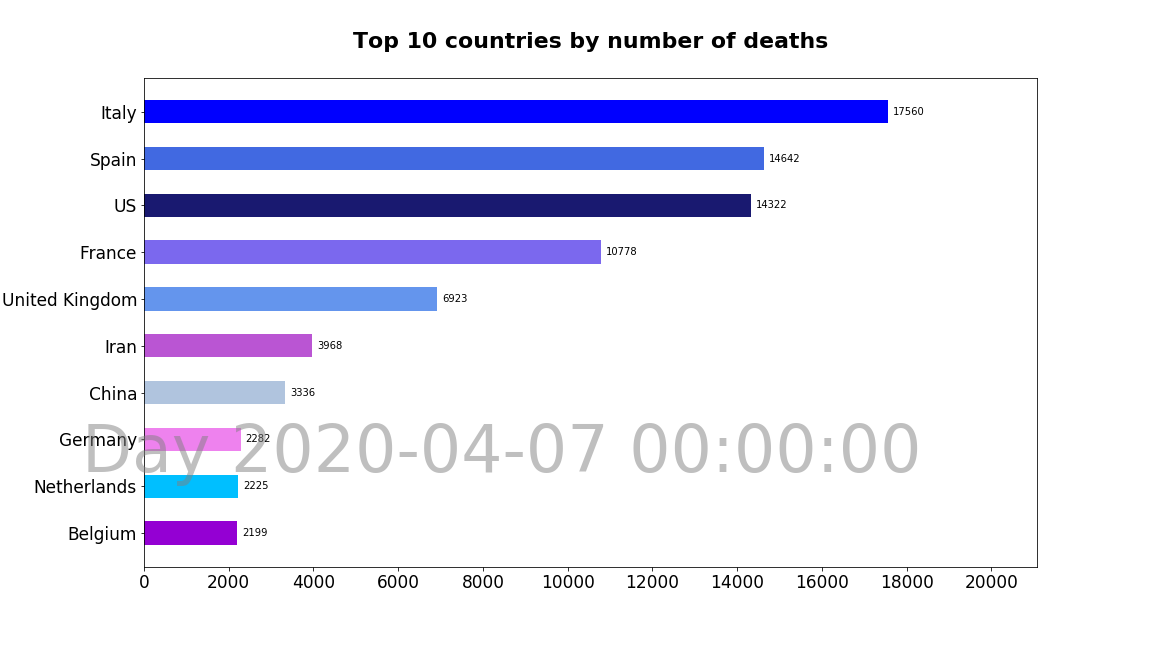 Top 10 countries by number of deaths
Italy 17560
Spain 14642
US 14322
France 10778
United Kingdom 6923
Iran 3968
China 3336
Germany 2282
Day 2020-04-07 00:00:00
Netherlands 2225
Belgium 2199
0 2000 4000 6000 8000 10000 12000 14000 16000 18000 20000